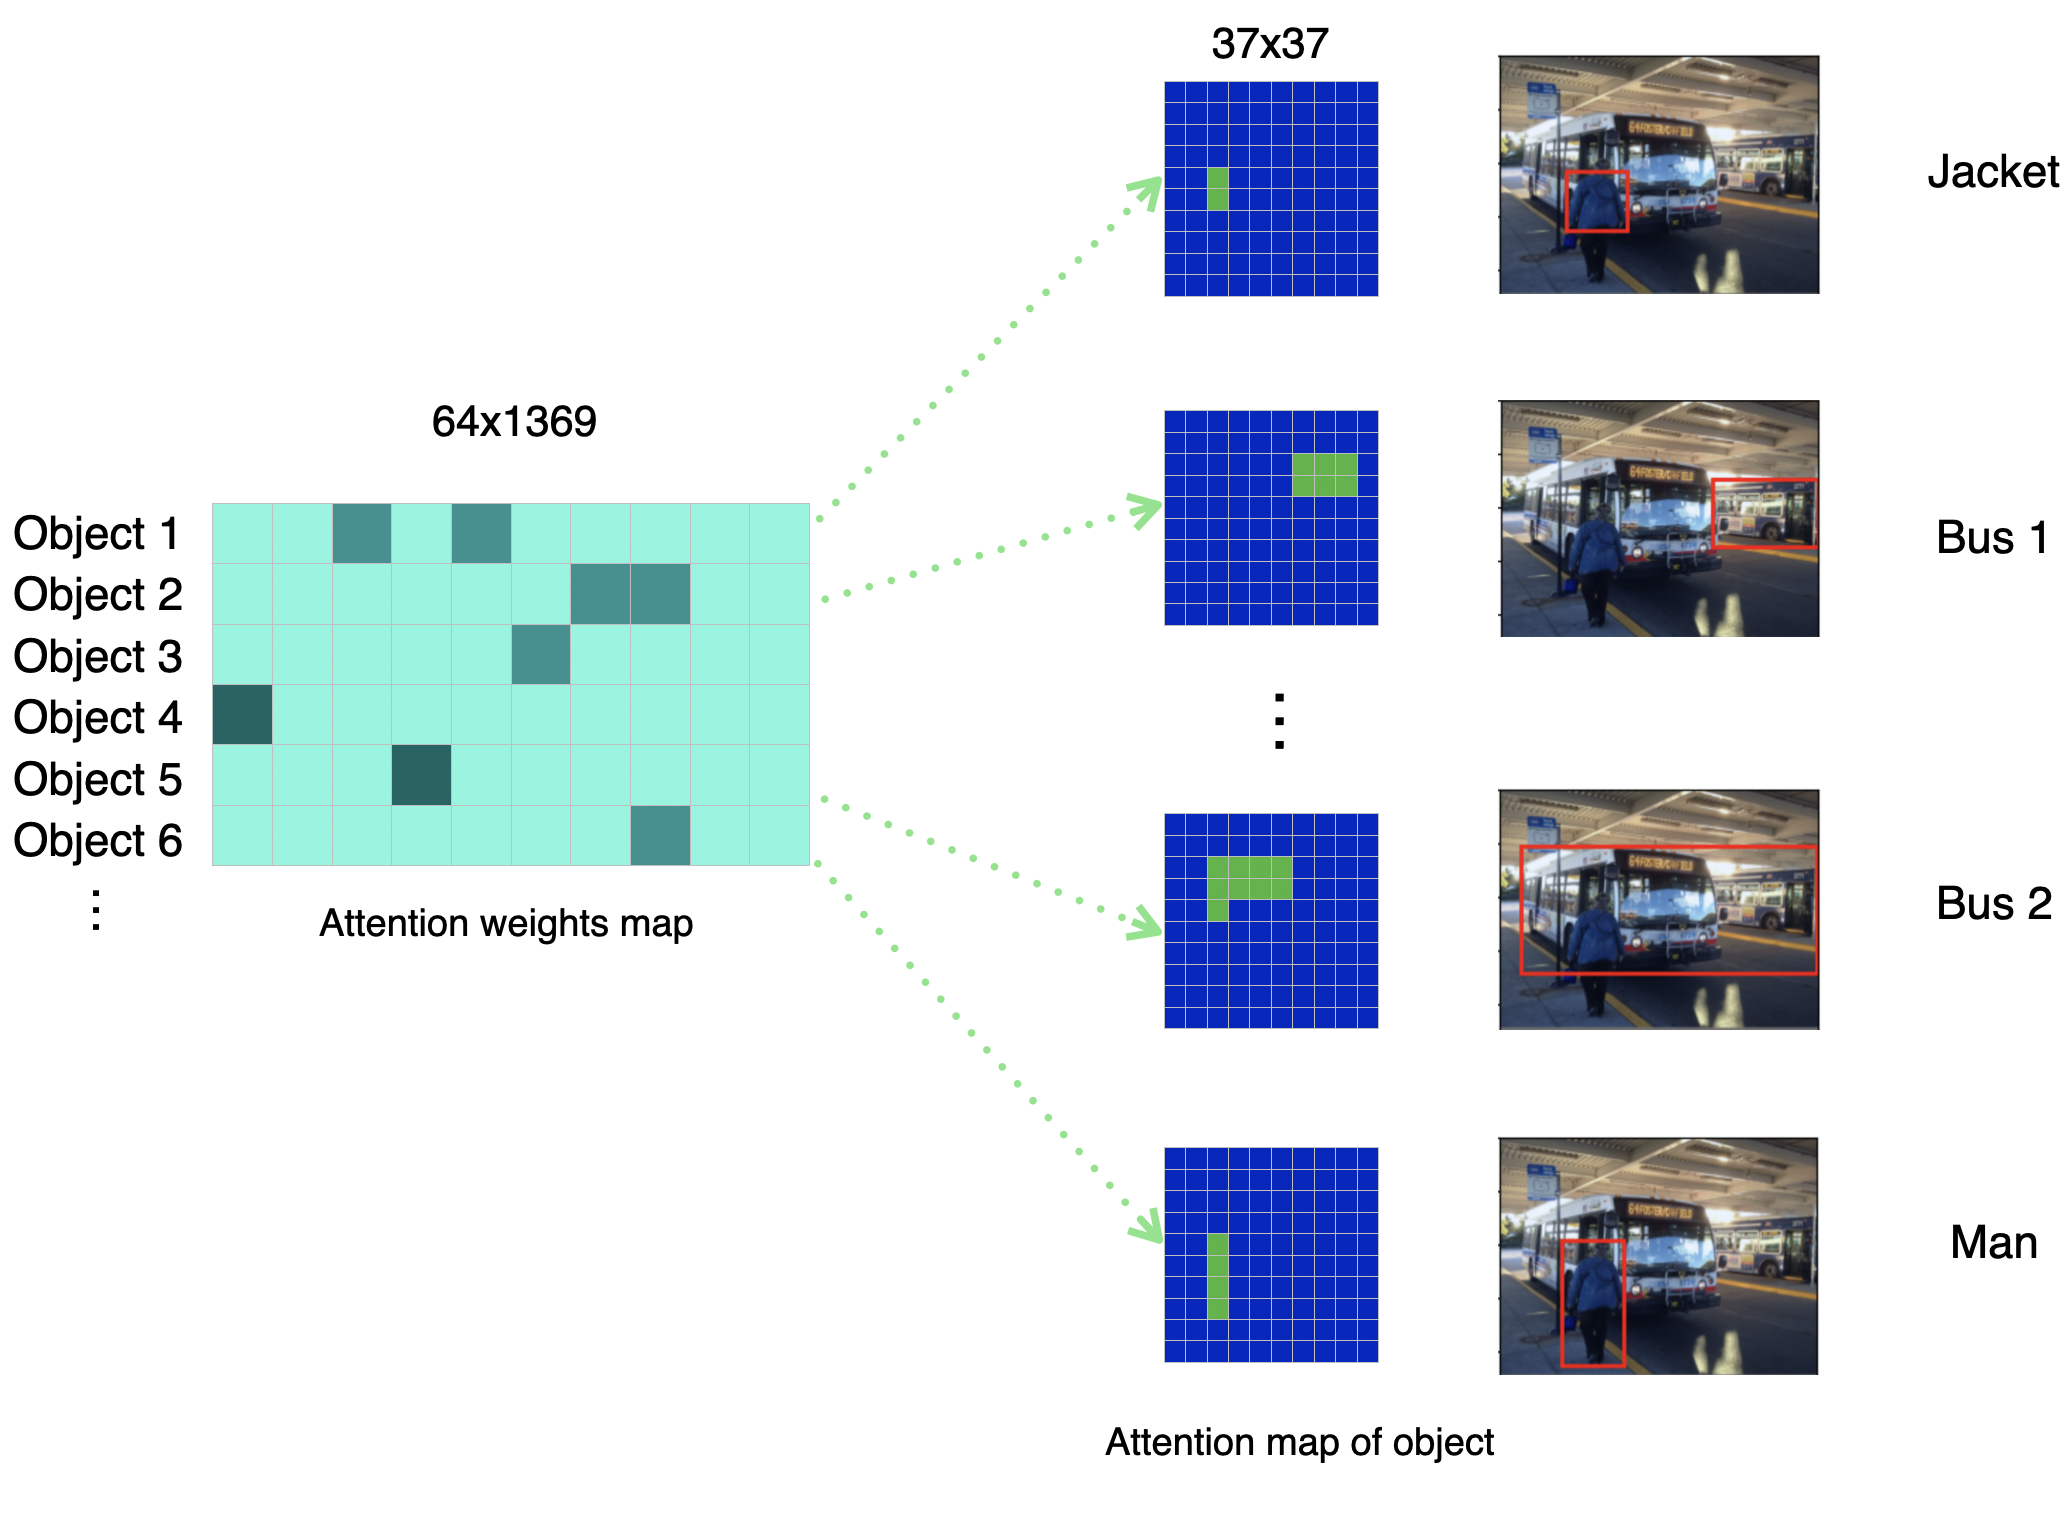 37x37
Jacket
64x1369
Object 1
Object 2
Object 3
Object 4
Object 5
Object 6
⋮
Attention weights map
Bus 1
⋮
Bus 2
Man
Attention map of object